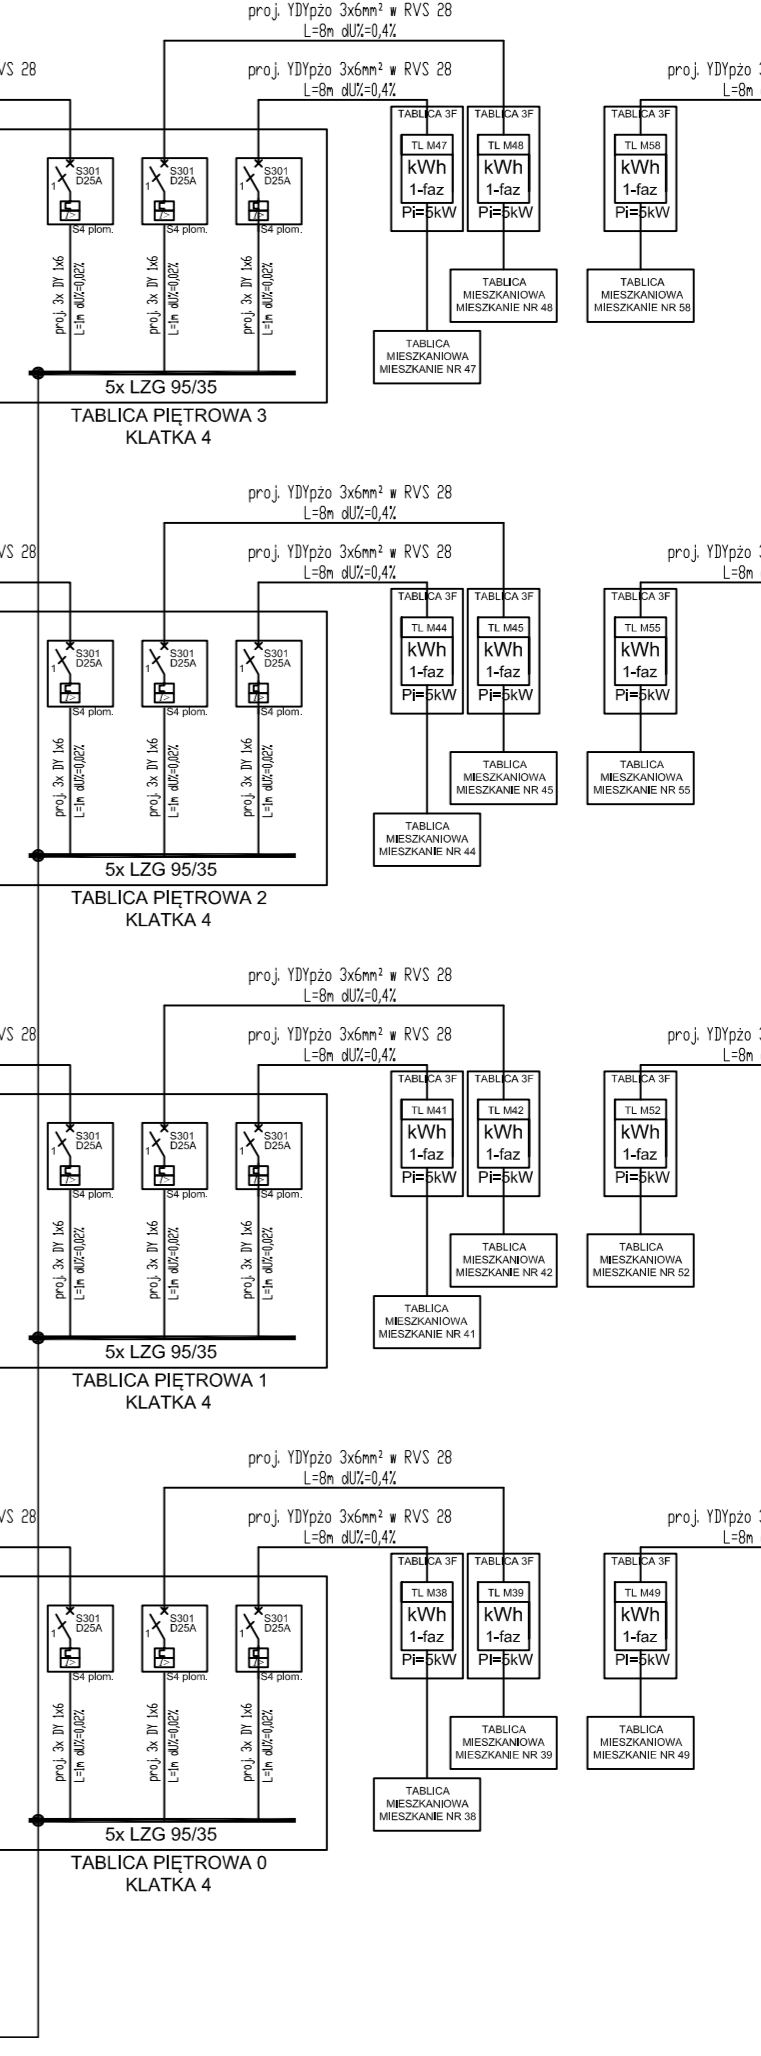 proj. YDYpżo 3x6mm² w RVS 28
L=8m dU%=0,4%
VS 28
proj. YDYpżo 3x6mm² w RVS 28
L=8m dU%=0,4%
proj. YDYpżo 3
L=8m
TABLICA 3F
TABLICA 3F
TABLICA 3F
TL M47
TL M48
TL M58
kWh
1-faz
Pi=5kW
kWh
1-faz
Pi=5kW
kWh
1-faz
Pi=5kW
S301
D25A
1
I>
S4 plom.
S301
D25A
1
I>
S4 plom.
S301
D25A
1
I>
S4 plom.
proj. 3x DY 1x6
L=1m dU%=0,02%
proj. 3x DY 1x6
L=1m dU%=0,02%
proj. 3x DY 1x6
L=1m dU%=0,02%
TABLICA
MIESZKANIOWA
MIESZKANIE NR 48
TABLICA
MIESZKANIOWA
MIESZKANIE NR 58
TABLICA
MIESZKANIOWA
MIESZKANIE NR 47
5x LZG 95/35
TABLICA PIĘTROWA 3
KLATKA 4
proj. YDYpżo 3x6mm² w RVS 28
L=8m dU%=0,4%
VS 28
proj. YDYpżo 3x6mm² w RVS 28
L=8m dU%=0,4%
proj. YDYpżo 3
L=8m
TABLICA 3F
TABLICA 3F
TABLICA 3F
TL M44
TL M45
TL M55
kWh
1-faz
Pi=5kW
kWh
1-faz
Pi=5kW
kWh
1-faz
Pi=5kW
S301
D25A
1
I>
S4 plom.
S301
D25A
1
I>
S4 plom.
S301
D25A
1
I>
S4 plom.
proj. 3x DY 1x6
L=1m dU%=0,02%
proj. 3x DY 1x6
L=1m dU%=0,02%
proj. 3x DY 1x6
L=1m dU%=0,02%
TABLICA
MIESZKANIOWA
MIESZKANIE NR 45
TABLICA
MIESZKANIOWA
MIESZKANIE NR 55
TABLICA
MIESZKANIOWA
MIESZKANIE NR 44
5x LZG 95/35
TABLICA PIĘTROWA 2
KLATKA 4
proj. YDYpżo 3x6mm² w RVS 28
L=8m dU%=0,4%
VS 28
proj. YDYpżo 3x6mm² w RVS 28
L=8m dU%=0,4%
proj. YDYpżo 3
L=8m
TABLICA 3F
TABLICA 3F
TABLICA 3F
TL M41
TL M42
TL M52
kWh
1-faz
Pi=5kW
kWh
1-faz
Pi=5kW
kWh
1-faz
Pi=5kW
S301
D25A
1
I>
S4 plom.
S301
D25A
1
I>
S4 plom.
S301
D25A
1
I>
S4 plom.
proj. 3x DY 1x6
L=1m dU%=0,02%
proj. 3x DY 1x6
L=1m dU%=0,02%
proj. 3x DY 1x6
L=1m dU%=0,02%
TABLICA
MIESZKANIOWA
MIESZKANIE NR 42
TABLICA
MIESZKANIOWA
MIESZKANIE NR 52
TABLICA
MIESZKANIOWA
MIESZKANIE NR 41
5x LZG 95/35
TABLICA PIĘTROWA 1
KLATKA 4
proj. YDYpżo 3x6mm² w RVS 28
L=8m dU%=0,4%
VS 28
proj. YDYpżo 3x6mm² w RVS 28
L=8m dU%=0,4%
proj. YDYpżo 3
L=8m
TABLICA 3F
TABLICA 3F
TABLICA 3F
TL M38
TL M39
TL M49
kWh
1-faz
Pi=5kW
kWh
1-faz
Pi=5kW
kWh
1-faz
Pi=5kW
S301
D25A
1
I>
S4 plom.
S301
D25A
1
I>
S4 plom.
S301
D25A
1
I>
S4 plom.
proj. 3x DY 1x6
L=1m dU%=0,02%
proj. 3x DY 1x6
L=1m dU%=0,02%
proj. 3x DY 1x6
L=1m dU%=0,02%
TABLICA
MIESZKANIOWA
MIESZKANIE NR 39
TABLICA
MIESZKANIOWA
MIESZKANIE NR 49
TABLICA
MIESZKANIOWA
MIESZKANIE NR 38
5x LZG 95/35
TABLICA PIĘTROWA 0
KLATKA 4